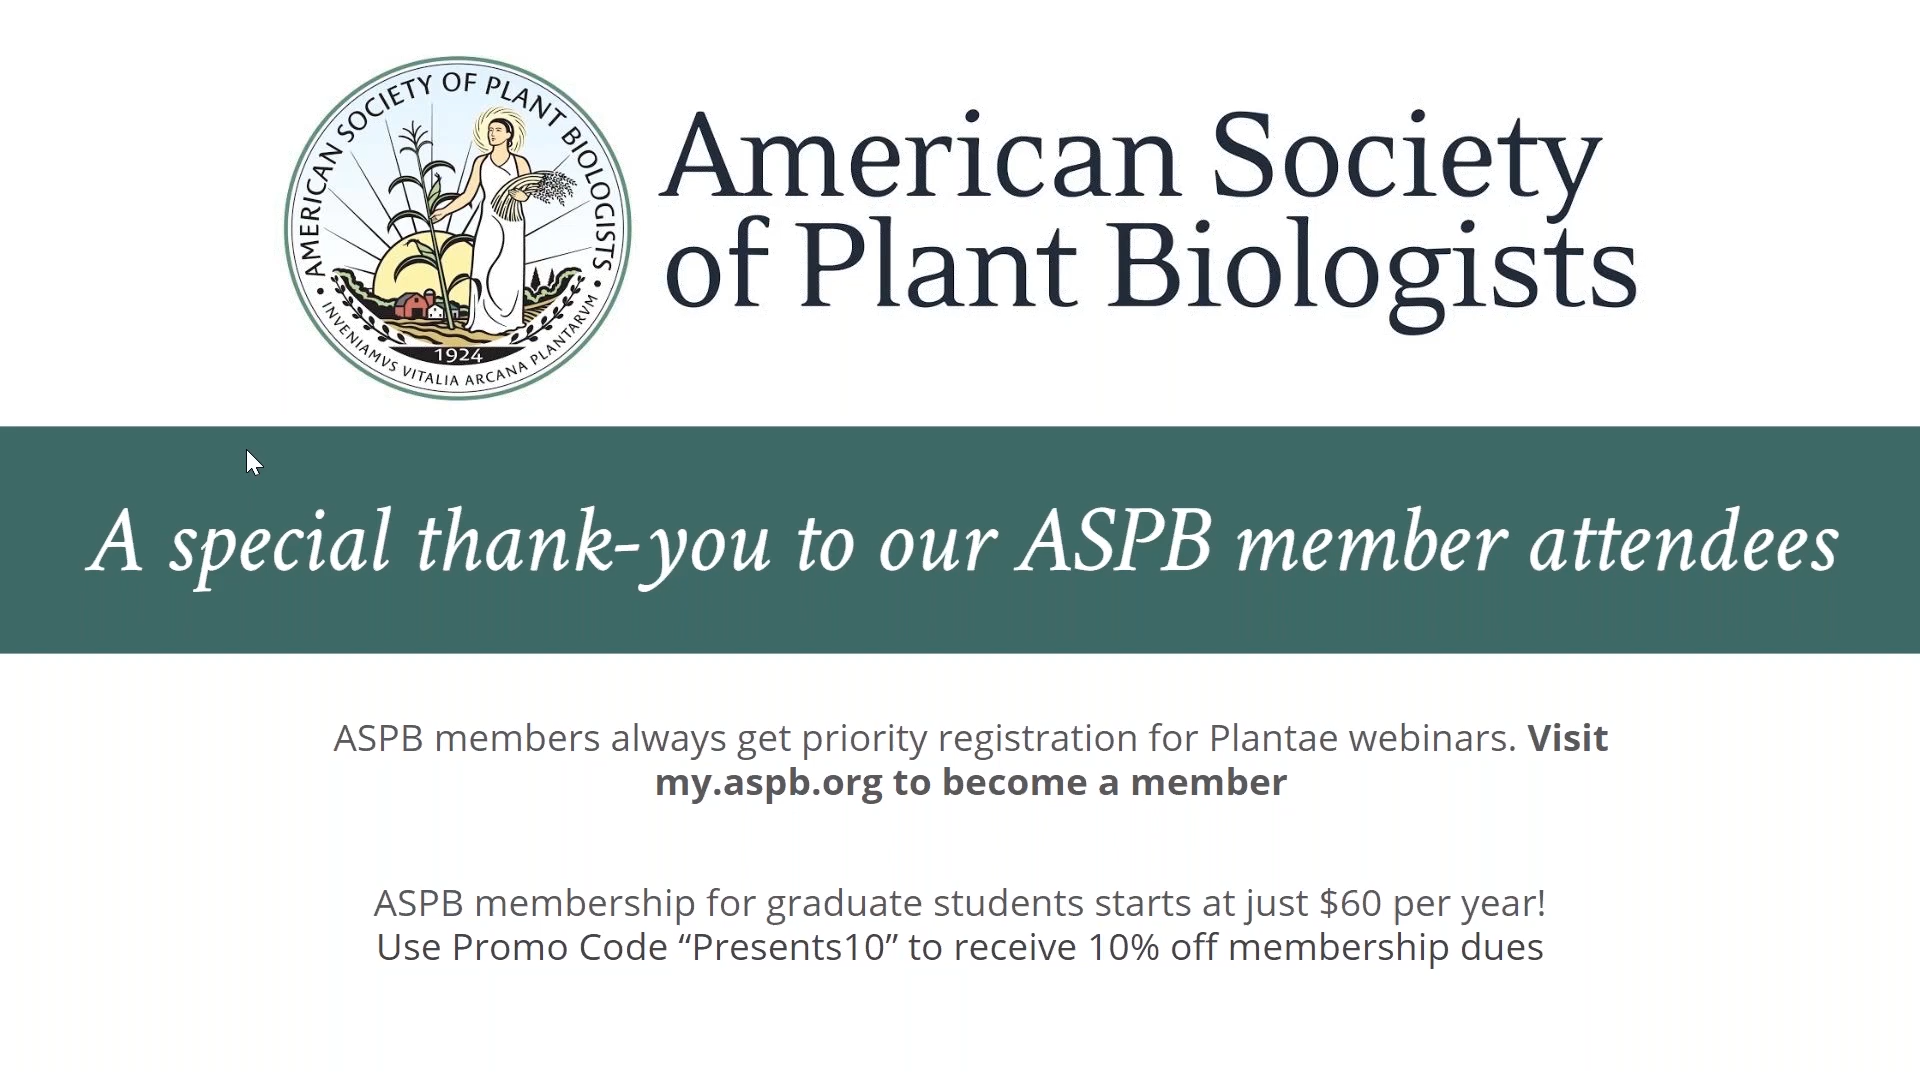 AMERICAN SOCIETY OF PLANT BIOLOGISTS
1924
INVENIAMVS VITALIA ARCANA PLANTARVM
American Society
of Plant Biologists
A special thank-you to our ASPB member attendees
ASPB members always get priority registration for Plantae webinars. Visit
my.aspb.org to become a member
ASPB membership for graduate students starts at just $60 per year!
Use Promo Code “Presents10” to receive 10% off membership dues